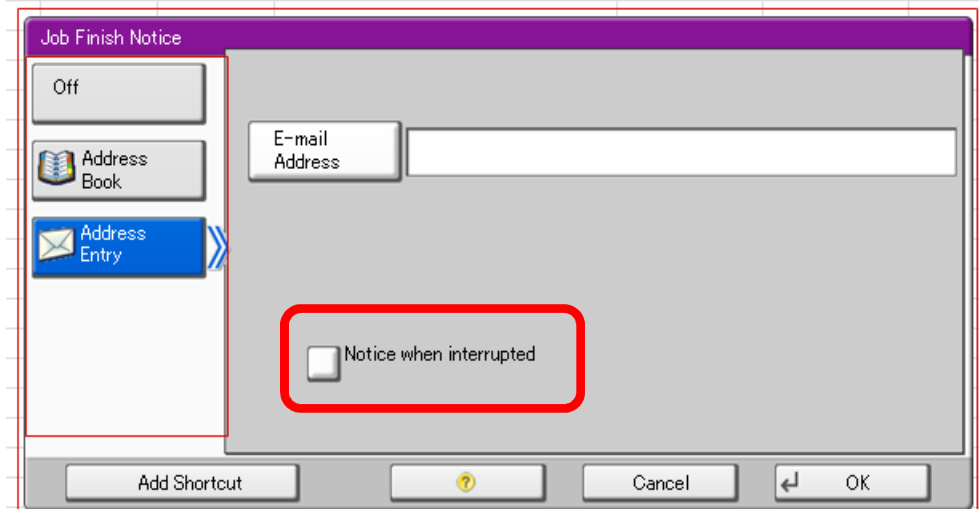 Job Finish Notice
Off
Address
Book
Address
Entry
E-mail
Address
Notice when interrupted
Add Shortcut
?
Cancel
OK